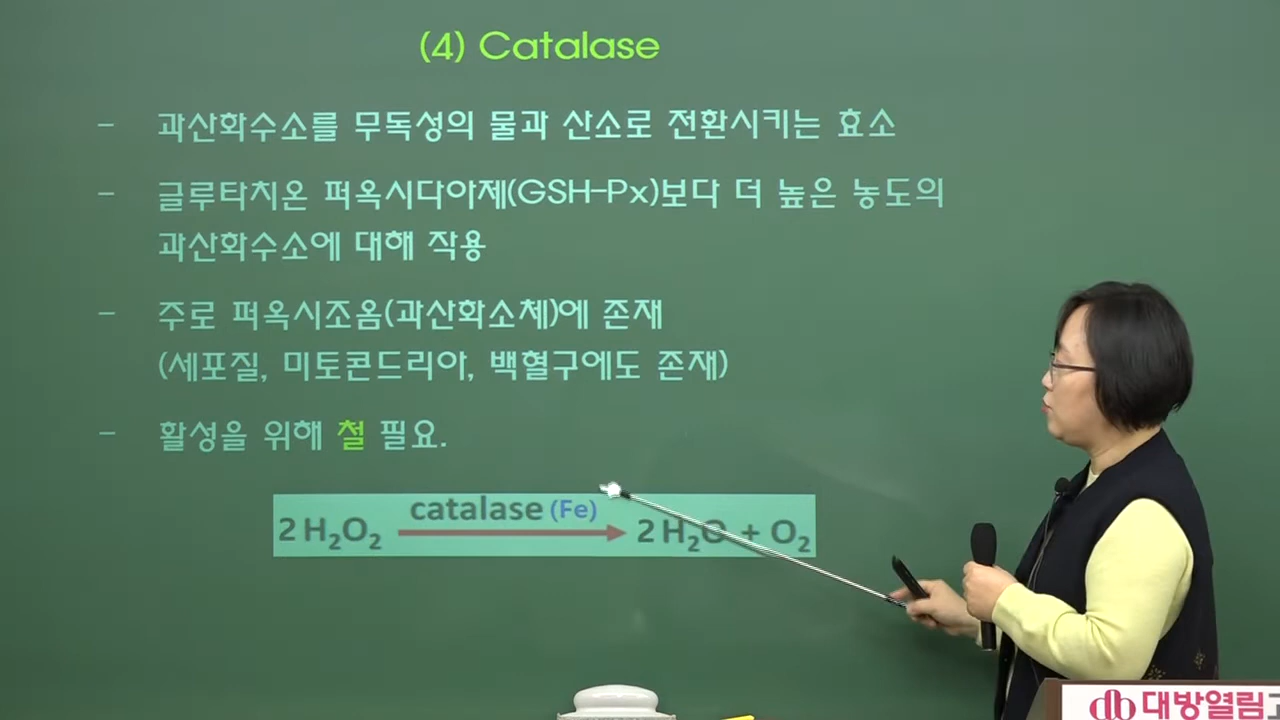 (4) Catalase
- 과산화수소를 무독성의 물과 산소로 전환시키는 효소
- 글루타치온 퍼옥시다아제(GSH-Px)보다 더 높은 농도의
과산화수소에 대해 작용
- 주로 퍼옥시조옴(과산화소체)에 존재
(세포질, 미토콘드리아, 백혈구에도 존재)
- 활성을 위해 철 필요.
catalase (Fe)
2 H₂O₂ → 2 H₂O + O₂
db 대방열림고